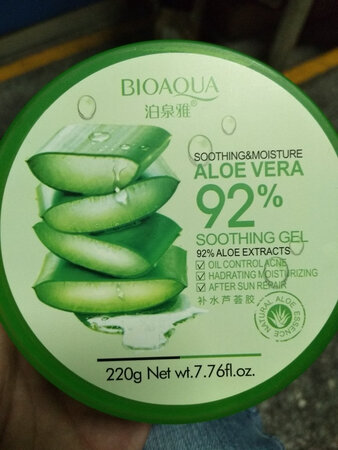 BIOAQUA
泊泉雅®
SOOTHING&MOISTURE
ALOE VERA
92%
SOOTHING GEL
92% ALOE EXTRACTS
OIL CONTROL ACNE
HADRATING MOISTURIZING
AFTER SUN REPAIR
补水芦荟胶
NATURAL ALOE ESSENCE
220g Net wt.7.76fl.oz.